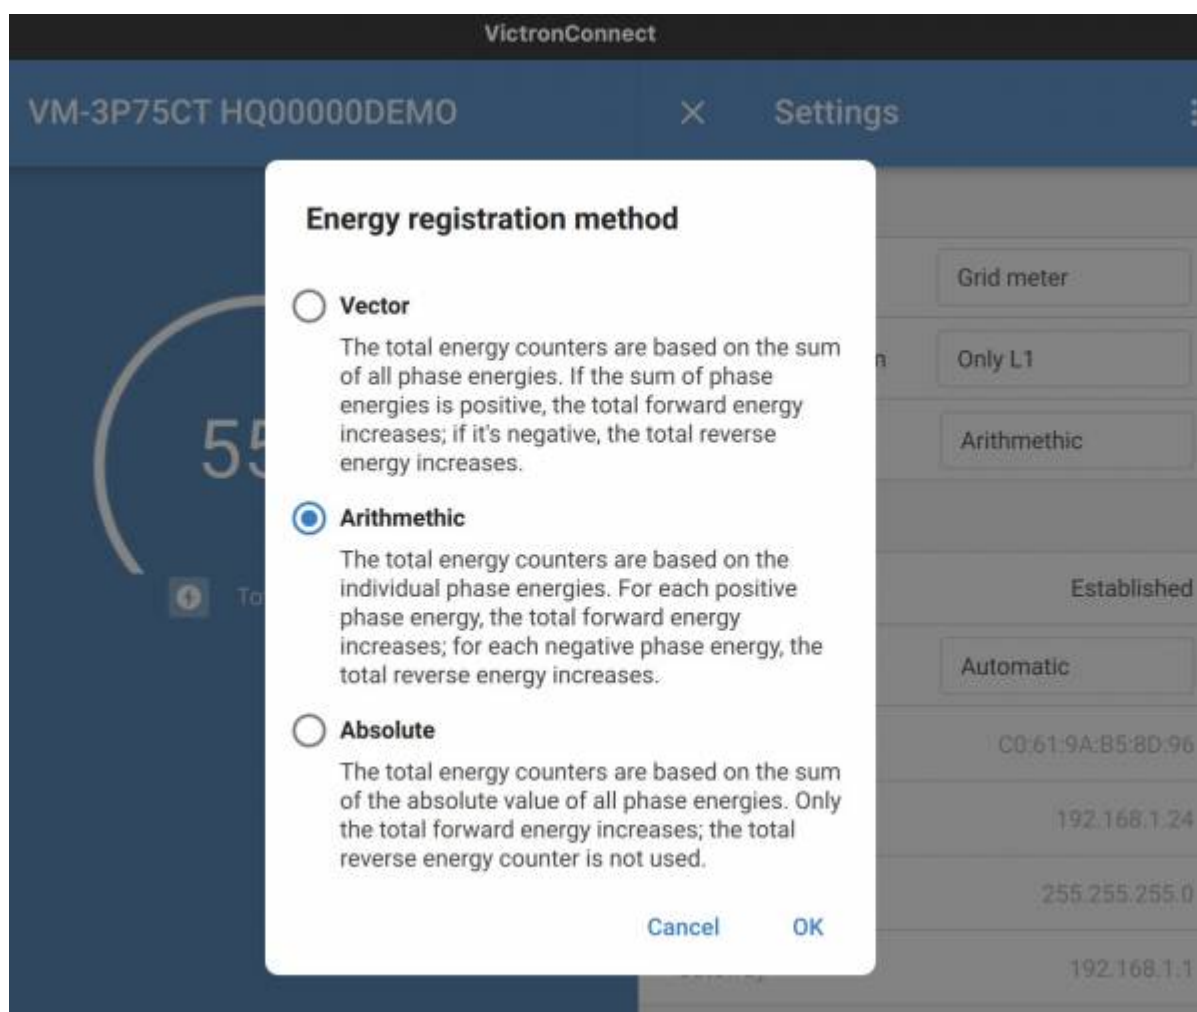 VictronConnect
VM-3P75CT HQ00000DEMO
Settings
Energy registration method
Vector
The total energy counters are based on the sum
of all phase energies. If the sum of phase
energies is positive, the total forward energy
increases; if it's negative, the total reverse
energy increases.
Arithmethic
The total energy counters are based on the
individual phase energies. For each positive
phase energy, the total forward energy
increases; for each negative phase energy, the
total reverse energy increases.
Absolute
The total energy counters are based on the sum
of the absolute value of all phase energies. Only
the total forward energy increases; the total
reverse energy counter is not used.
Cancel
OK
55
To
Grid meter
n
Only L1
Arithmethic
Established
Automatic
C0:61:9A:B5:8D:96
192.168.1.24
255.255.255.0
192.168.1.1